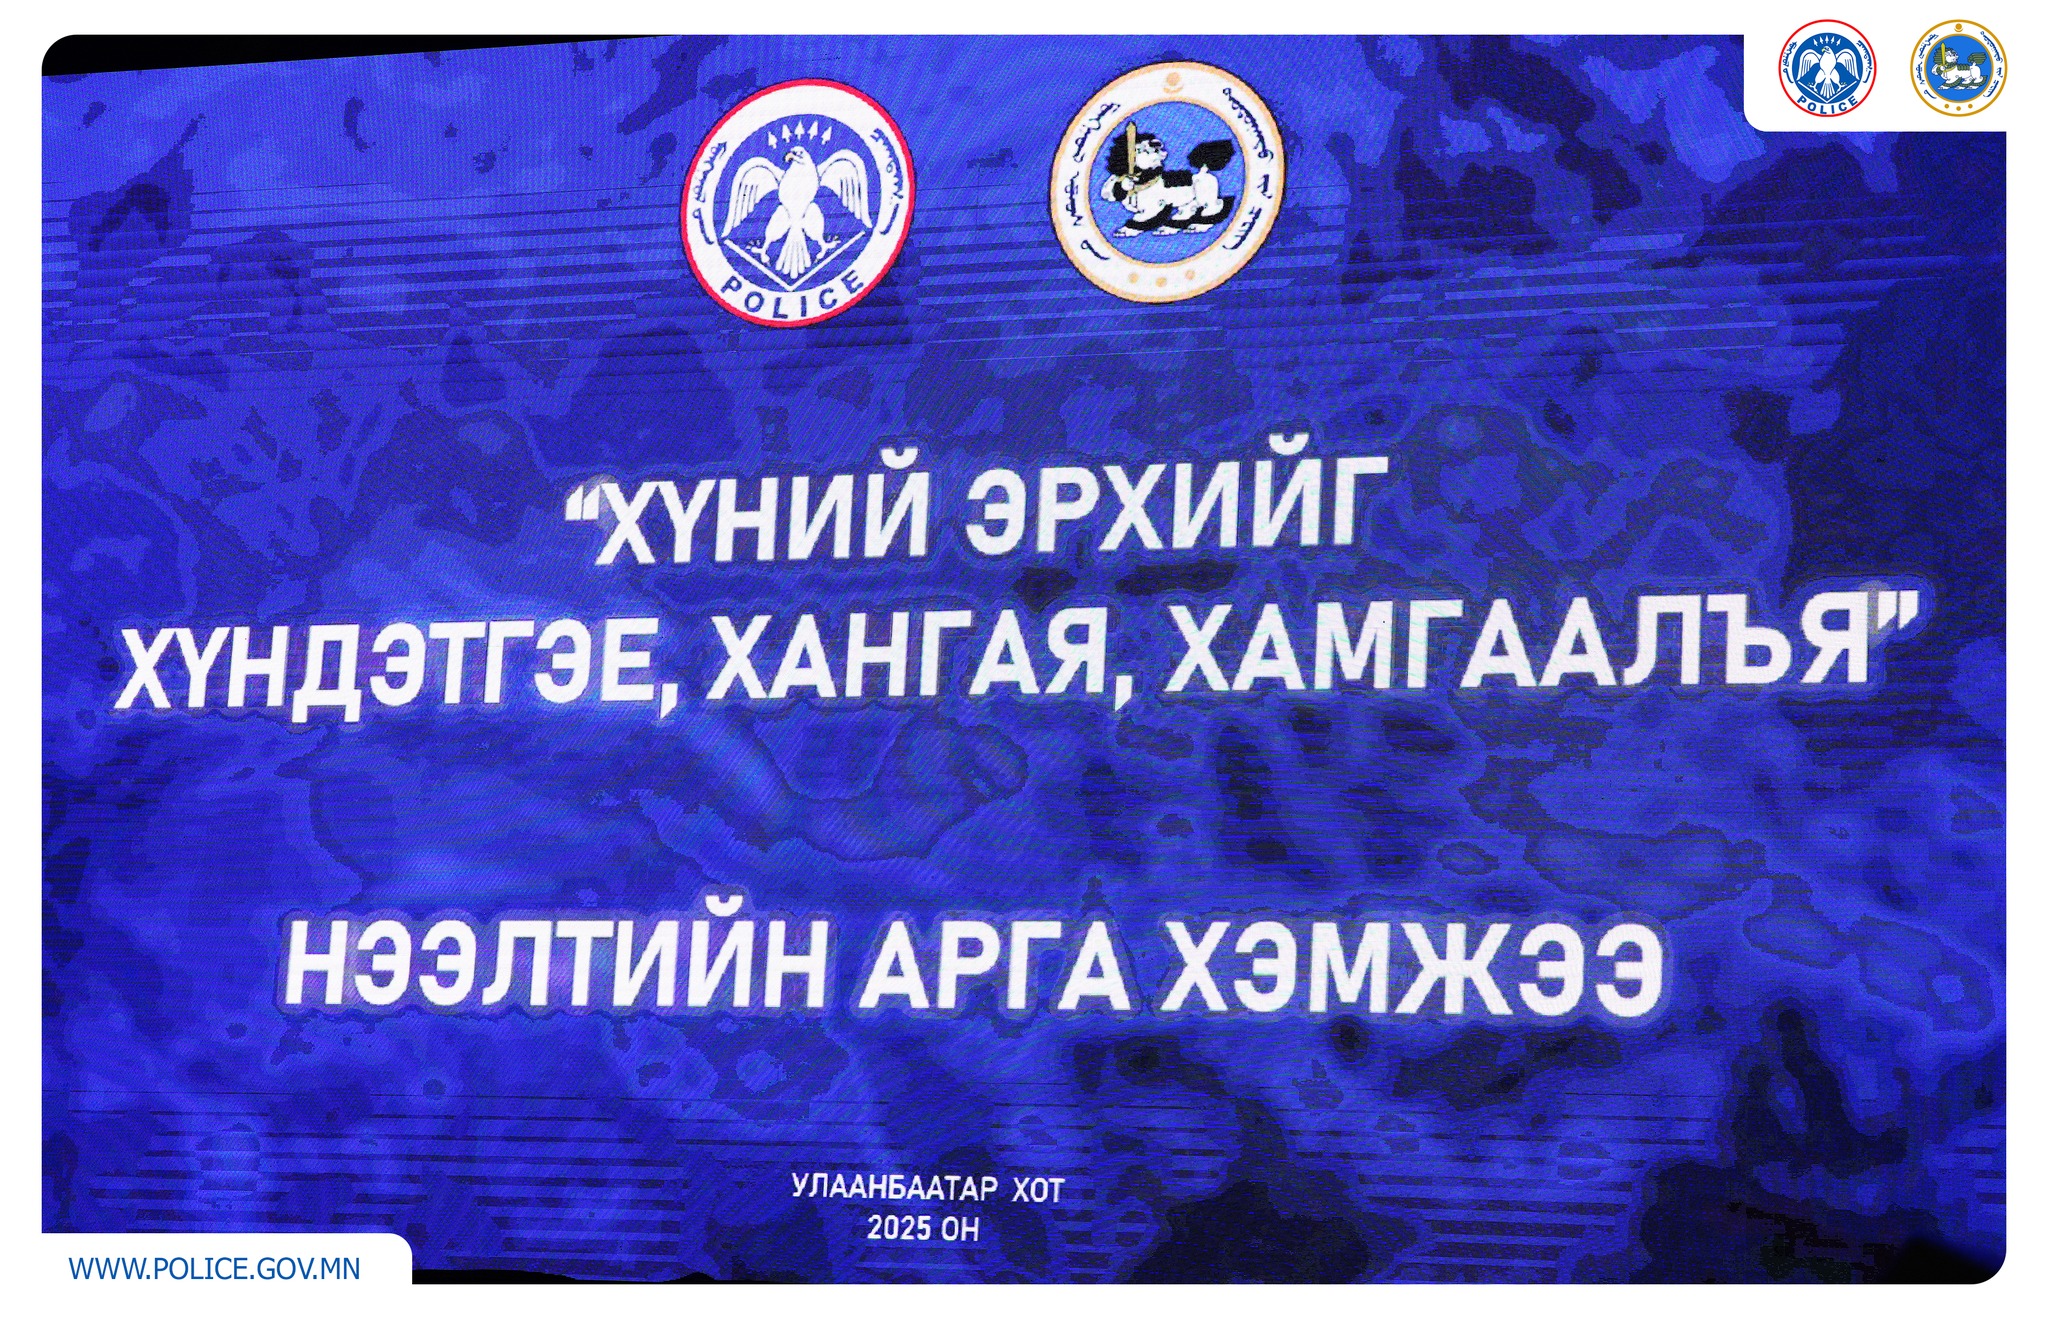 POLICE
POLICE
“ХҮНИЙ ЭРХИЙГ
ХҮНДЭТГЭЕ, ХАНГАЯ, ХАМГААЛЪЯ”
НЭЭЛТИЙН АРГА ХЭМЖЭЭ
УЛААНБААТАР ХОТ
2025 ОН
WWW.POLICE.GOV.MN